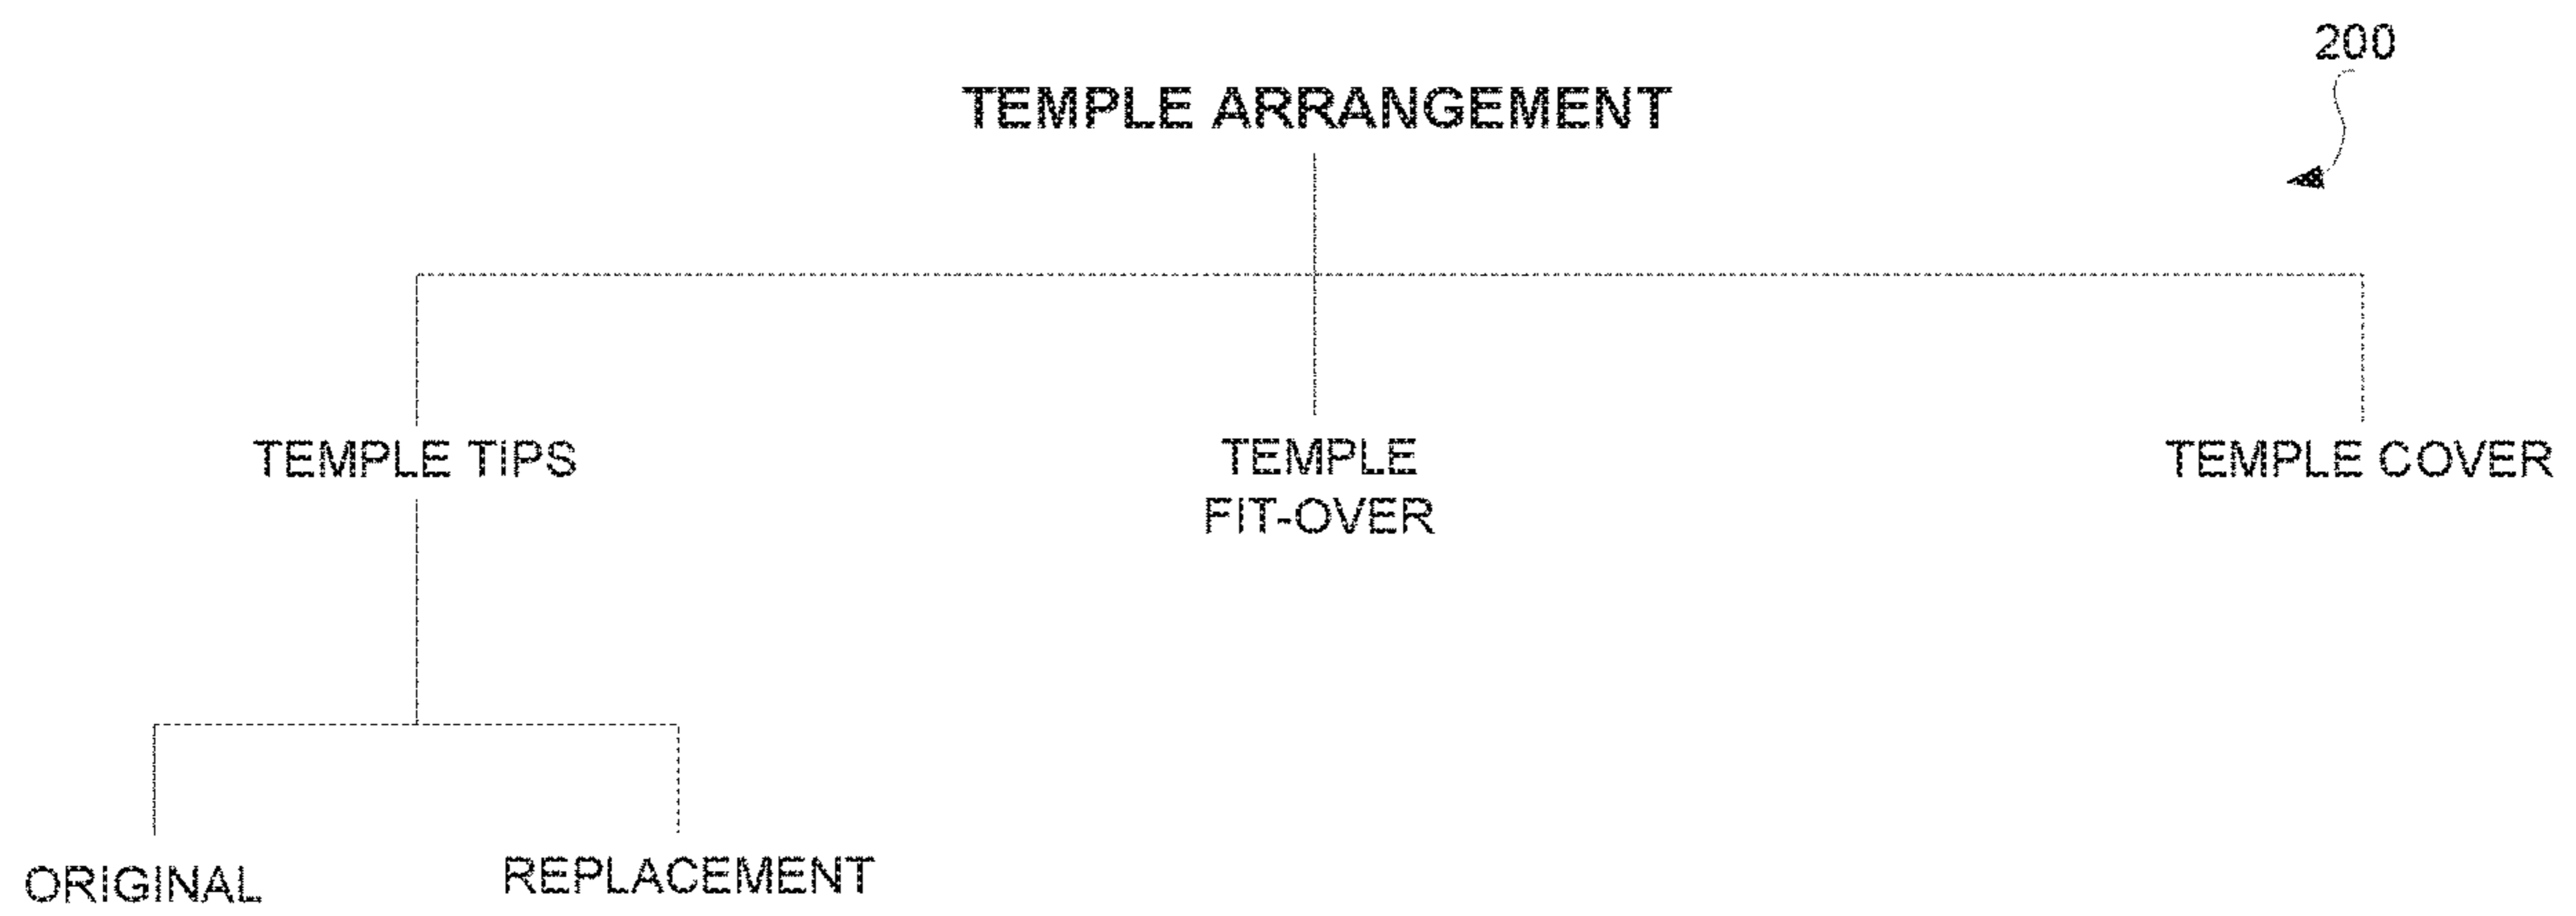 200
TEMPLE ARRANGEMENT
TEMPLE TIPS
TEMPLE
FIT-OVER
TEMPLE COVER
ORIGINAL
REPLACEMENT